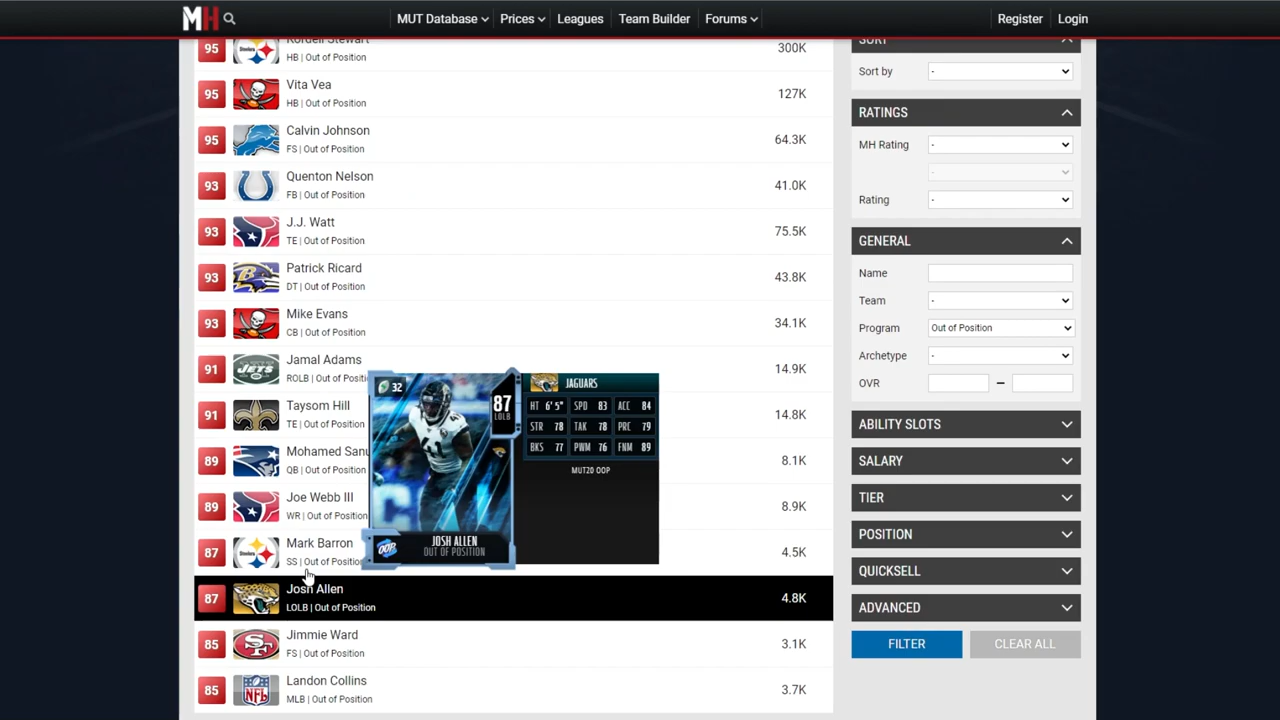 MH
MUT Database
Prices
Leagues
Team Builder
Forums
Register
Login
95
Kordell Stewart
HB | Out of Position
300K
95
Vita Vea
HB | Out of Position
127K
95
Calvin Johnson
FS | Out of Position
64.3K
93
Quenton Nelson
FB | Out of Position
41.0K
93
J.J. Watt
TE | Out of Position
75.5K
93
Patrick Ricard
DT | Out of Position
43.8K
93
Mike Evans
CB | Out of Position
34.1K
91
JETS
Jamal Adams
ROLB | Out of Positi
14.9K
91
Taysom Hill
TE | Out of Position
14.8K
89
Mohamed Sanu
QB | Out of Position
8.1K
89
Joe Webb III
WR | Out of Position
8.9K
87
Steelers
Mark Barron
SS | Out of Position
4.5K
87
Josh Allen
LOLB | Out of Position
4.8K
85
SF
Jimmie Ward
FS | Out of Position
3.1K
85
NFL
Landon Collins
MLB | Out of Position
3.7K
32
87
LOLB
41
OOP
JOSH ALLEN
OUT OF POSITION
JAGUARS
HT 6' 5" SPD 83 ACC 84
STR 78 TAK 78 PRC 79
BKS 77 PWM 76 FNM 89
MUT20 OOP
SORT
Sort by -
RATINGS
MH Rating -
-
Rating -
GENERAL
Name
Team -
Program Out of Position
Archetype -
OVR –
ABILITY SLOTS
SALARY
TIER
POSITION
QUICKSELL
ADVANCED
FILTER
CLEAR ALL